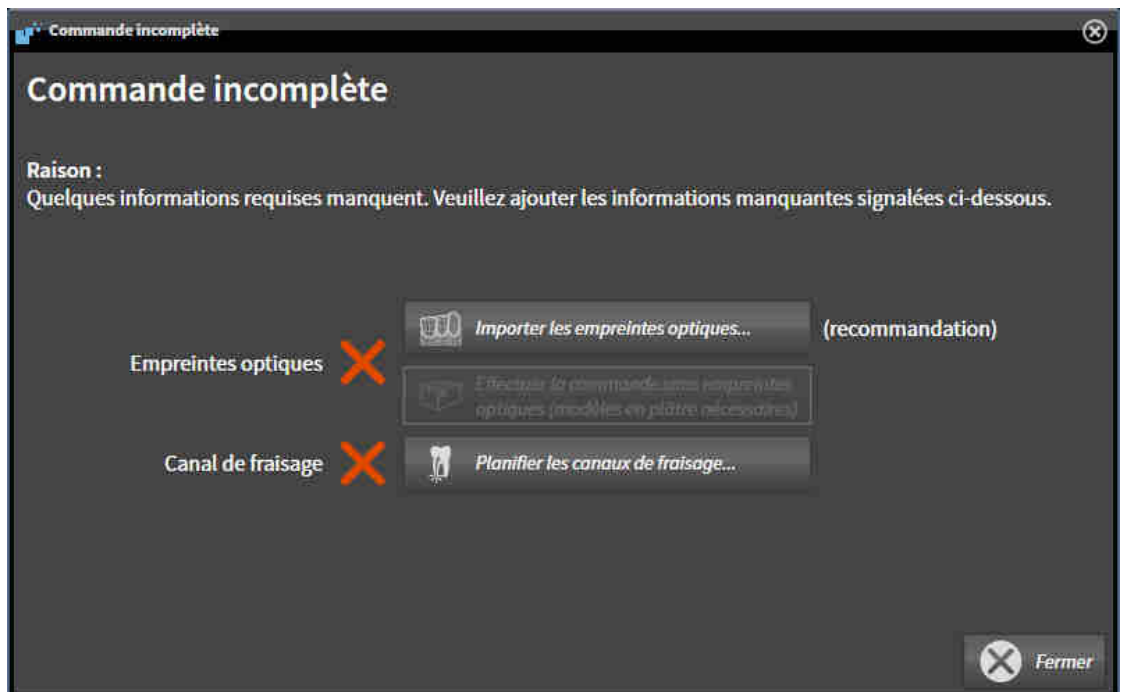 Commande incomplète
Commande incomplète
Raison :
Quelques informations requises manquent. Veuillez ajouter les informations manquantes signalées ci-dessous.
Importer les empreintes optiques... (recommandation)
Empreintes optiques
Effectuer la commande sans empreintes
optiques (modèles en plâtre nécessaires)
Canal de fraisage
Planifier les canaux de fraisage...
Fermer